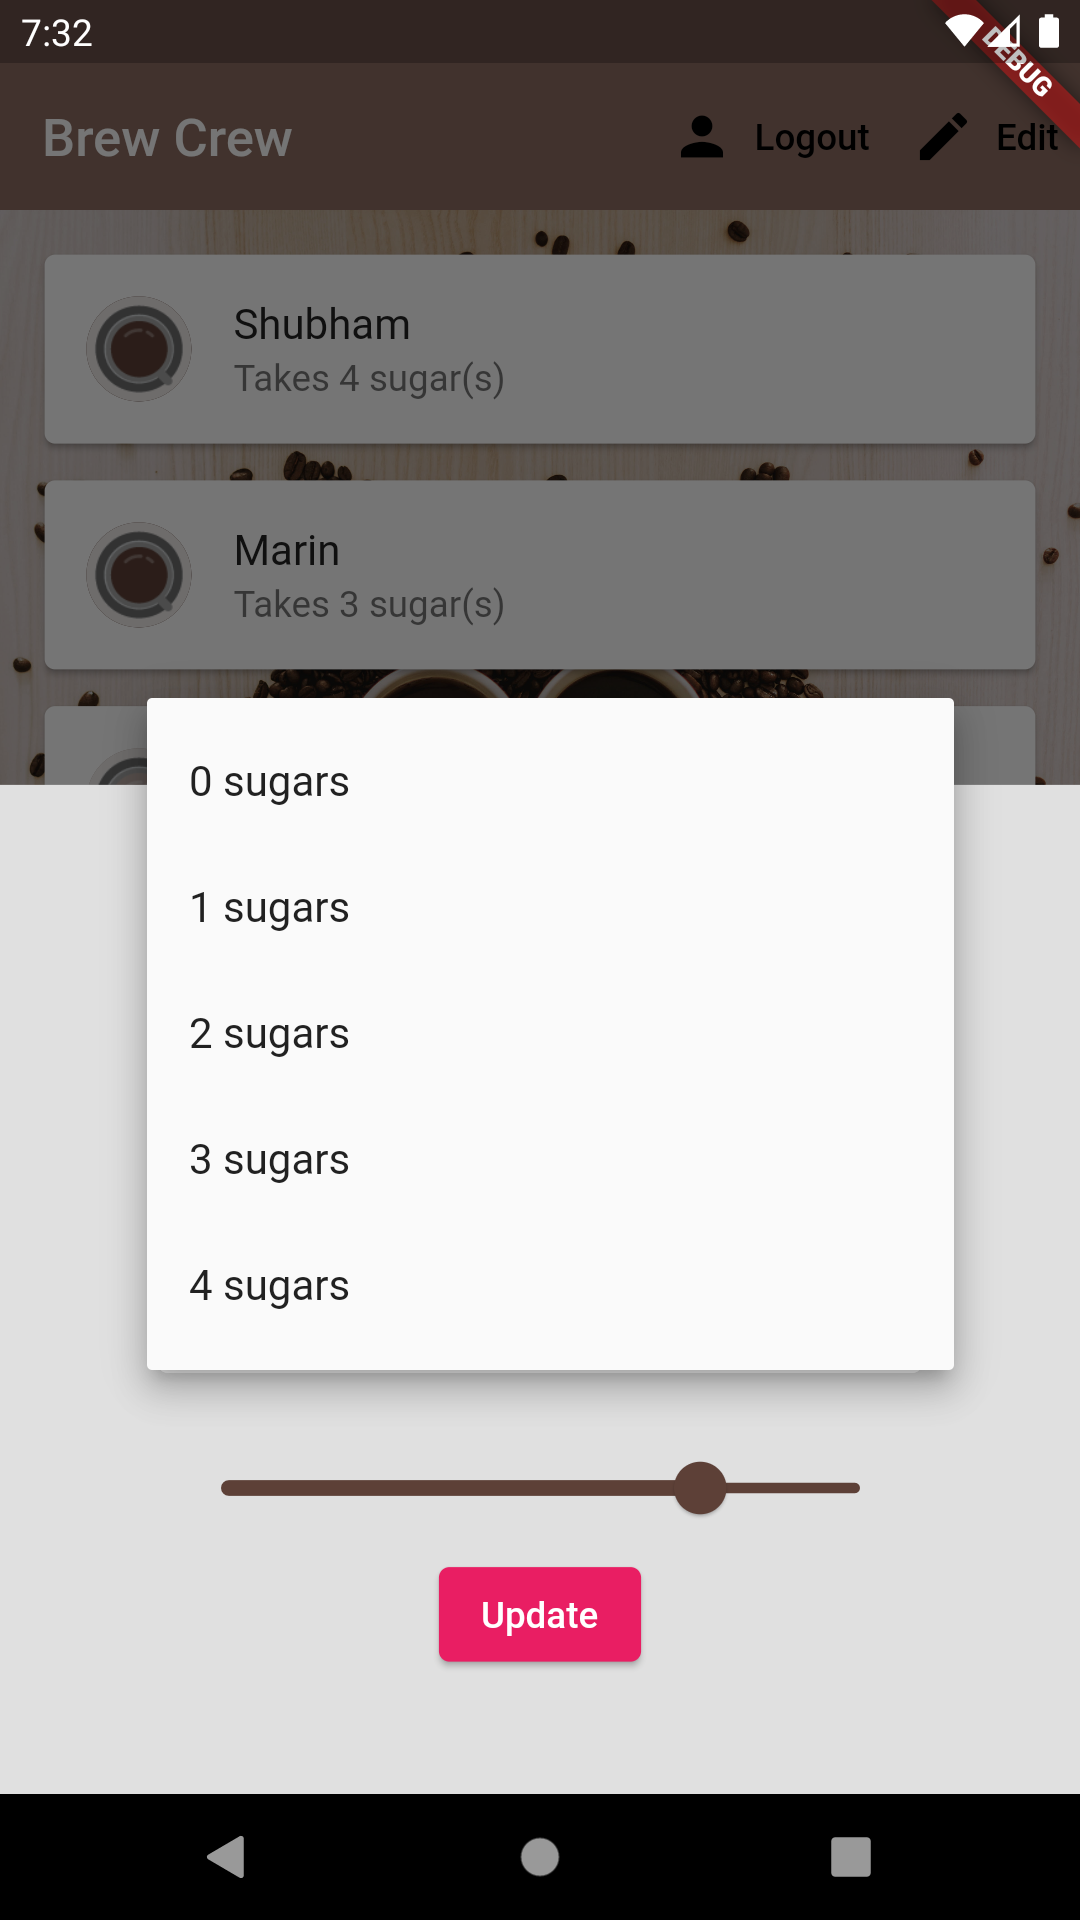 7:32
DEBUG
Brew Crew
Logout
Edit
Shubham
Takes 4 sugar(s)
Marin
Takes 3 sugar(s)
0 sugars
1 sugars
2 sugars
3 sugars
4 sugars
Update